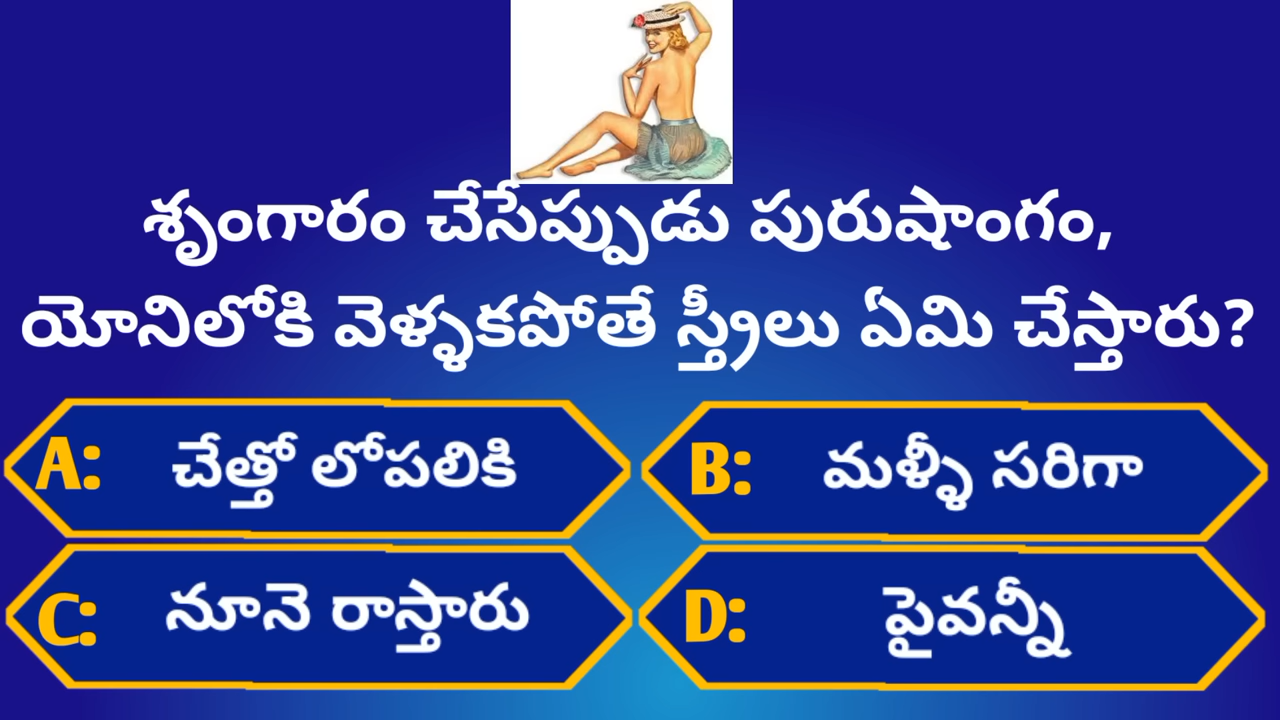 శృంగారం చేసేప్పుడు పురుషాంగం,
యోనిలోకి వెళ్ళకపోతే స్త్రీలు ఏమి చేస్తారు?
A: చేత్తో లోపలికి
B: మళ్ళీ సరిగా
C: నూనె రాస్తారు
D: పైవన్నీ